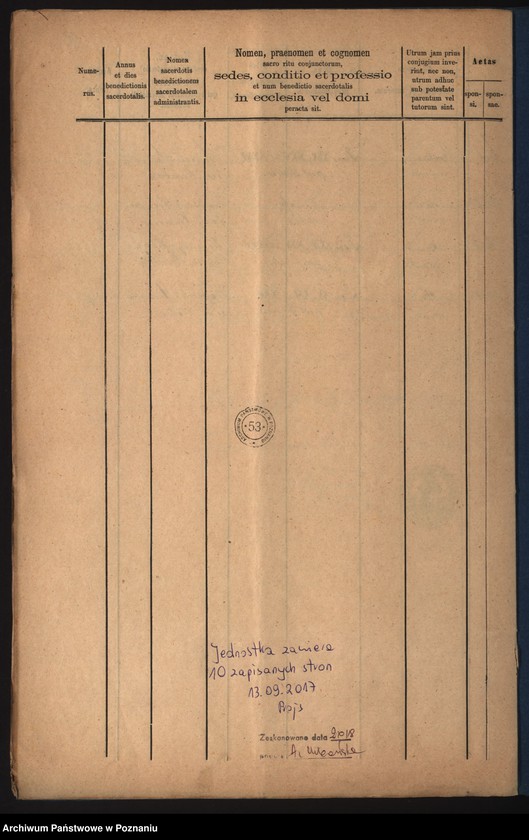 Nume-
rus.
Annus
et dies
benedictionis
sacerdotalis.
Nomen
sacerdotis
benedictionem
sacerdotalem
administrantis.
Nomen, praenomen et cognomen
sacro ritu conjunctorum,
sedes, conditio et professio
et num benedictio sacerdotalis
in ecclesia vel domi
peracta sit.
Utrum jam prius
conjugium inve-
rint, nec non,
utrum adhuc
sub potestate
parentum vel
tutorum sint.
Aetas
spon-
si,
spon-
sae.
53
Jednostka zawiera
10 zapisanych stron
13.09.2017
Zeskanowano dnia
A.
Archiwum Państwowe w Poznaniu